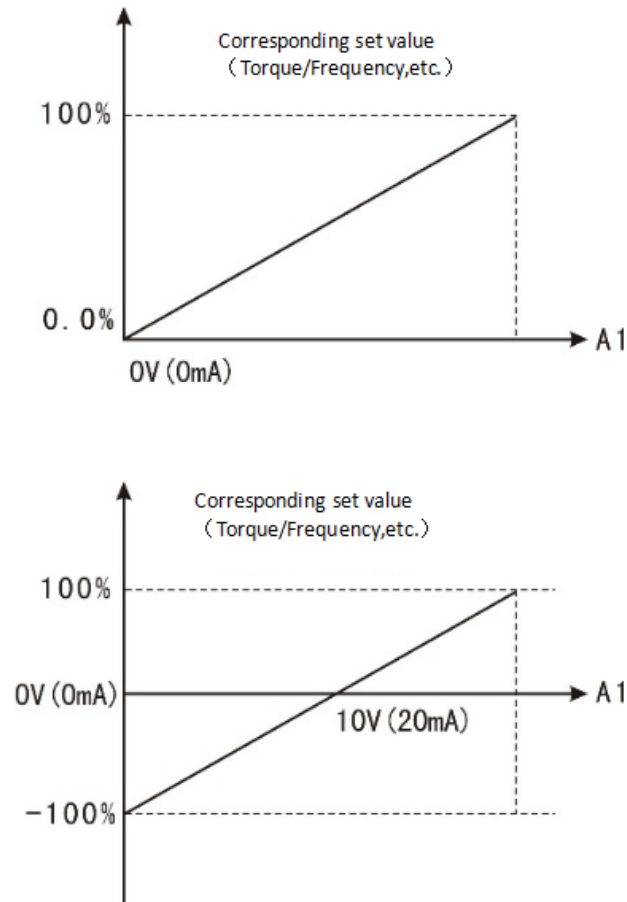 Corresponding set value
（Torque/Frequency,etc.）
100%
0.0%
A1
0V(0mA)
Corresponding set value
（Torque/Frequency,etc.）
100%
0V(0mA)
A1
10V(20mA)
-100%